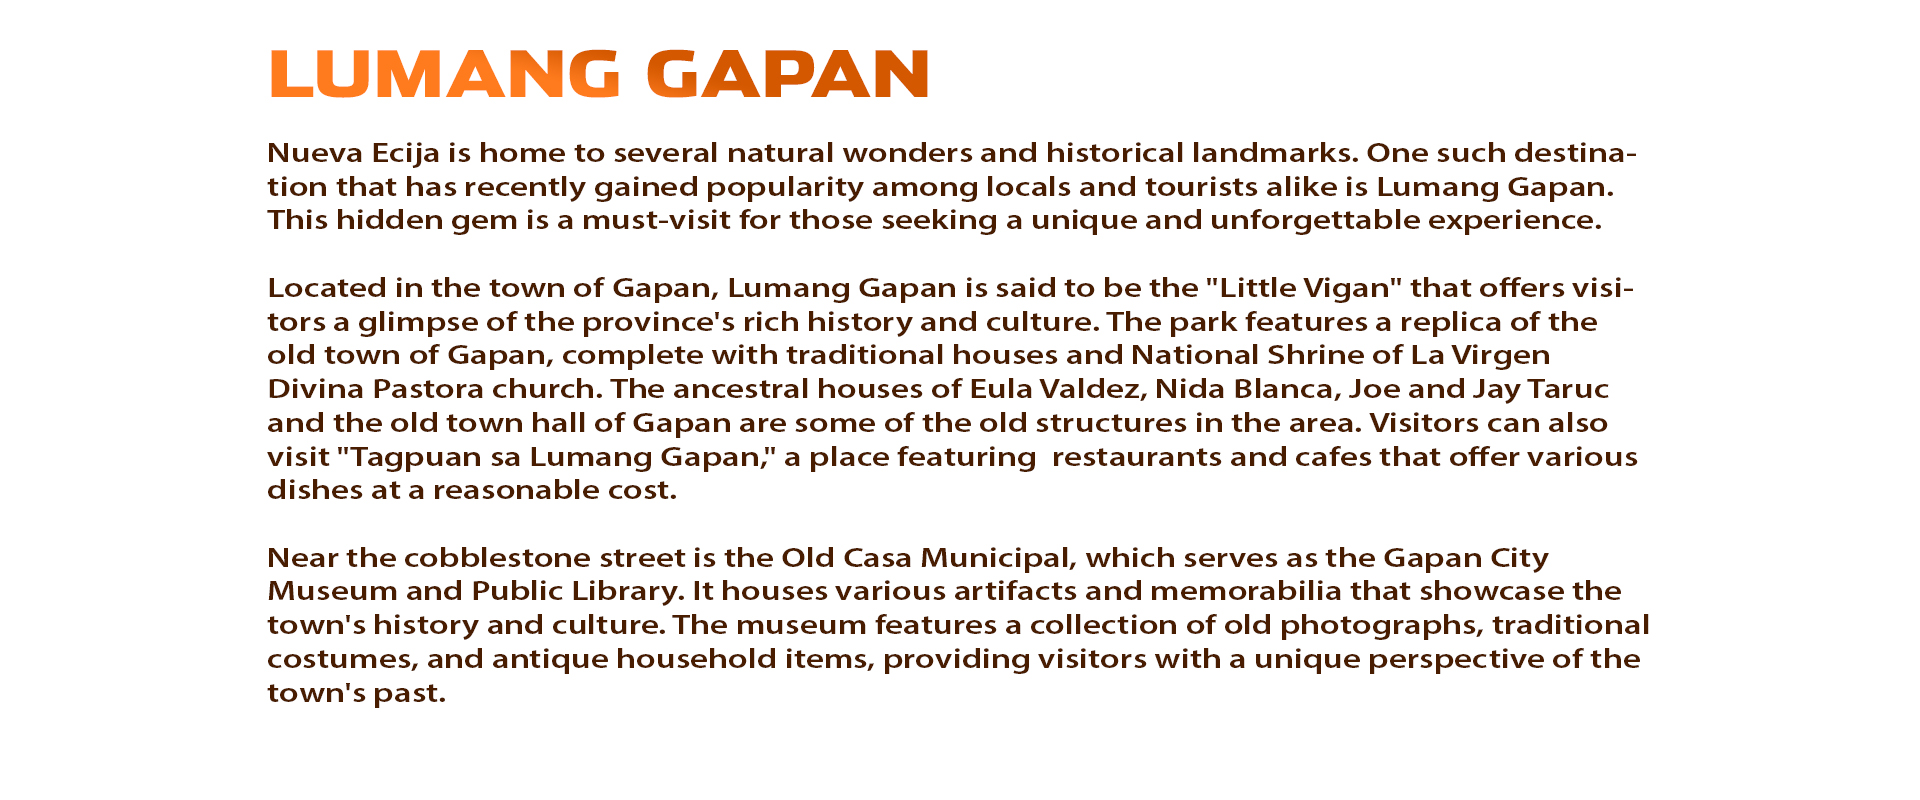 LUMANG GAPAN
Nueva Ecija is home to several natural wonders and historical landmarks. One such destina-
tion that has recently gained popularity among locals and tourists alike is Lumang Gapan.
This hidden gem is a must-visit for those seeking a unique and unforgettable experience.
Located in the town of Gapan, Lumang Gapan is said to be the "Little Vigan" that offers visi-
tors a glimpse of the province's rich history and culture. The park features a replica of the
old town of Gapan, complete with traditional houses and National Shrine of La Virgen
Divina Pastora church. The ancestral houses of Eula Valdez, Nida Blanca, Joe and Jay Taruc
and the old town hall of Gapan are some of the old structures in the area. Visitors can also
visit "Tagpuan sa Lumang Gapan," a place featuring  restaurants and cafes that offer various
dishes at a reasonable cost.
Near the cobblestone street is the Old Casa Municipal, which serves as the Gapan City
Museum and Public Library. It houses various artifacts and memorabilia that showcase the
town's history and culture. The museum features a collection of old photographs, traditional
costumes, and antique household items, providing visitors with a unique perspective of the
town's past.